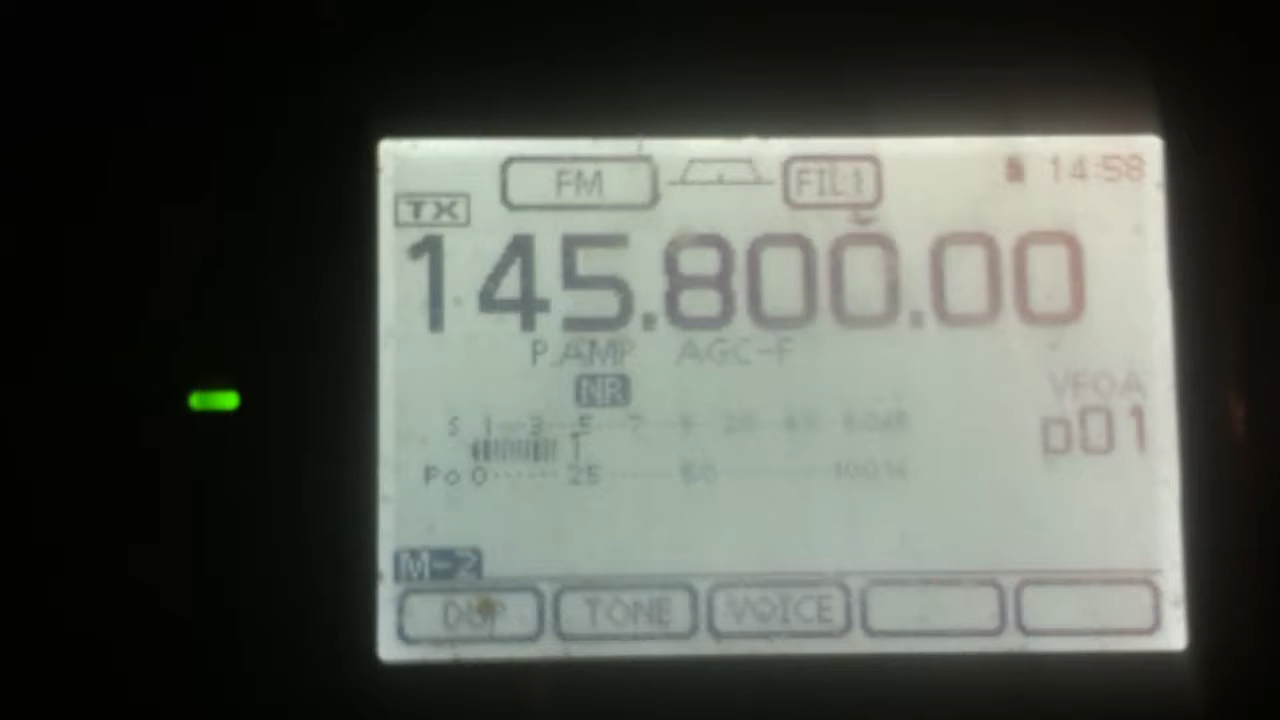 FM FIL1 14:58
TX
145.800.00
P.AMP AGC-F
NR
VFOA
S 1 3 5 7 9 20 40 60dB
p01
Po 0 25 50 100%
M-2
DUP TONE VOICE